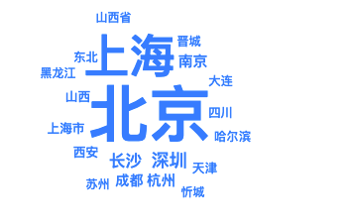 山西省
上海
晋城
东北
南京
黑龙江
大连
山西
北京
四川
上海市
哈尔滨
西安
长沙
深圳
天津
苏州
成都
杭州
忻城